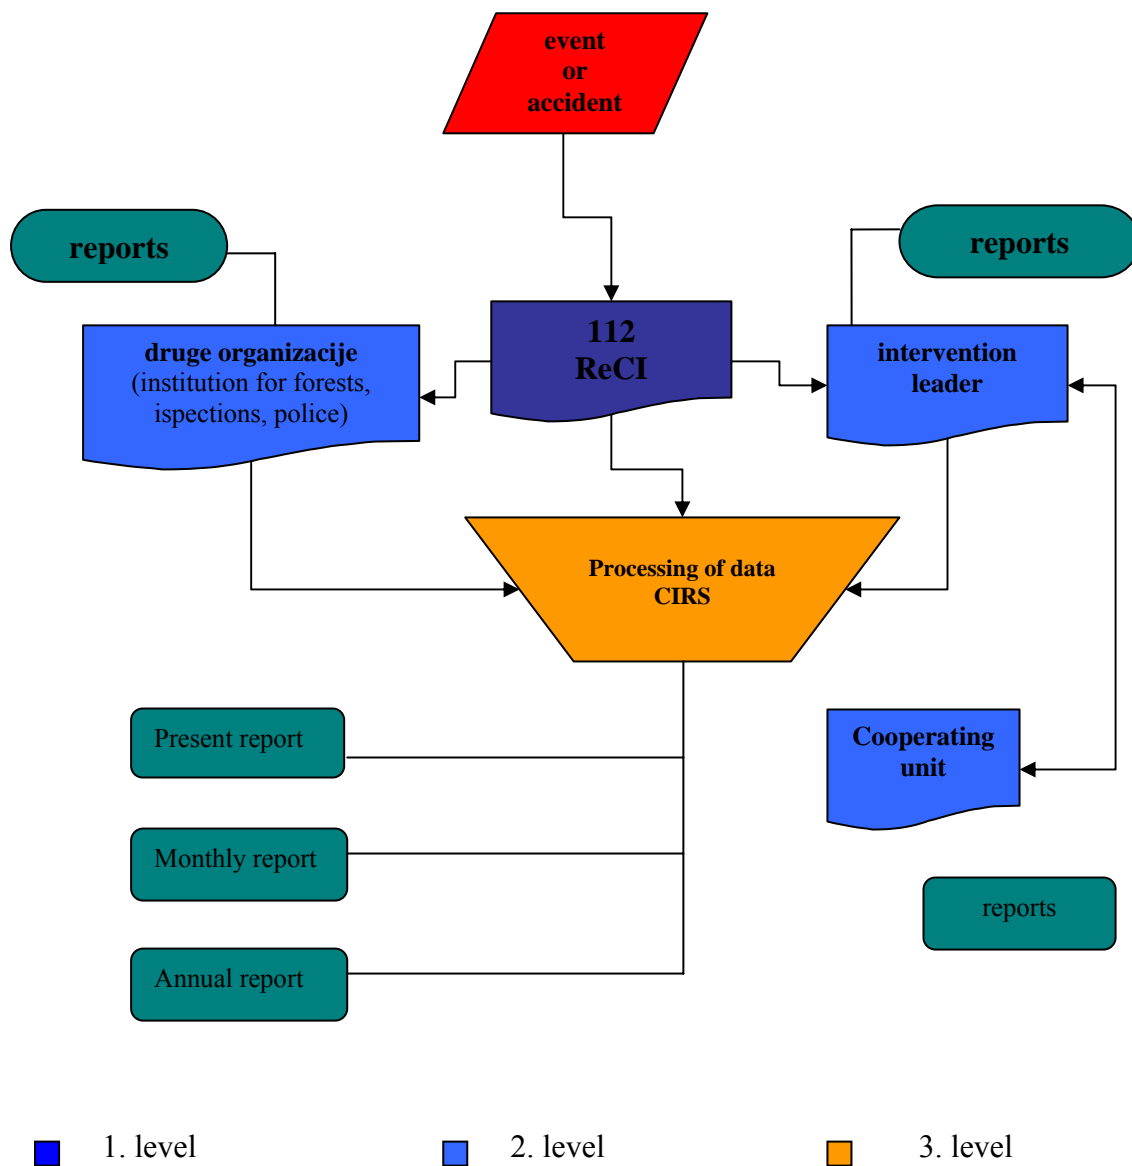 event
or
accident
reports
reports
112
ReCI
druge organizacije
(institution for forests,
ispections, police)
intervention
leader
Processing of data
CIRS
Present report
Cooperating
unit
Monthly report
reports
Annual report
1. level
2. level
3. level